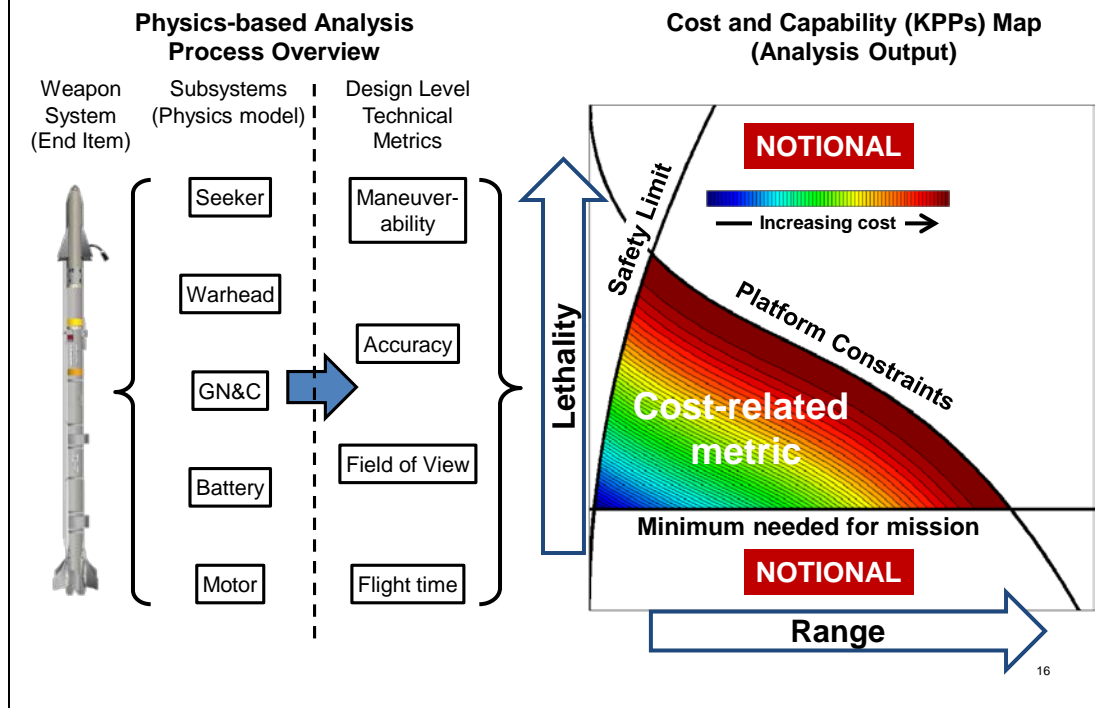 Physics-based Analysis
Process Overview
Weapon
System
(End Item)
Subsystems
(Physics model)
Design Level
Technical
Metrics
Seeker
Warhead
GN&C
Battery
Motor
Maneuver-
ability
Accuracy
Field of View
Flight time
Cost and Capability (KPPs) Map
(Analysis Output)
NOTIONAL
Increasing cost
Safety Limit
Platform Constraints
Lethality
Cost-related
metric
Minimum needed for mission
NOTIONAL
Range
16